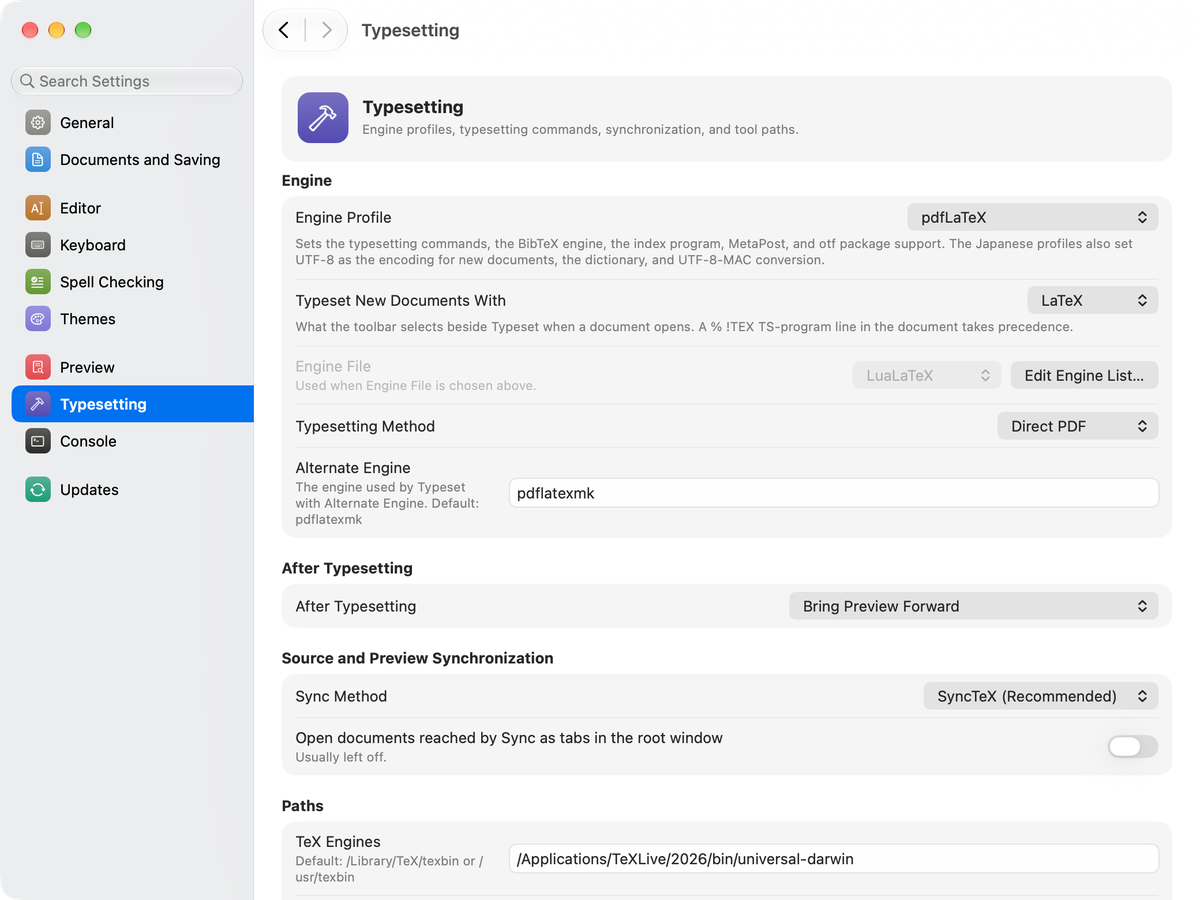 Typesetting
Search Settings
General
Documents and Saving
Editor
Keyboard
Spell Checking
Themes
Preview
Typesetting
Console
Updates
Typesetting
Engine profiles, typesetting commands, synchronization, and tool paths.
Engine
Engine Profile
pdfLaTeX
Sets the typesetting commands, the BibTeX engine, the index program, MetaPost, and otf package support. The Japanese profiles also set
UTF-8 as the encoding for new documents, the dictionary, and UTF-8-MAC conversion.
Typeset New Documents With
LaTeX
What the toolbar selects beside Typeset when a document opens. A % !TEX TS-program line in the document takes precedence.
Engine File
Used when Engine File is chosen above.
LuaLaTeX
Edit Engine List...
Typesetting Method
Direct PDF
Alternate Engine
The engine used by Typeset
with Alternate Engine. Default:
pdflatexmk
pdflatexmk
After Typesetting
After Typesetting
Bring Preview Forward
Source and Preview Synchronization
Sync Method
SyncTeX (Recommended)
Open documents reached by Sync as tabs in the root window
Usually left off.
Paths
TeX Engines
Default: /Library/TeX/texbin or /
usr/texbin
/Applications/TeXLive/2026/bin/universal-darwin